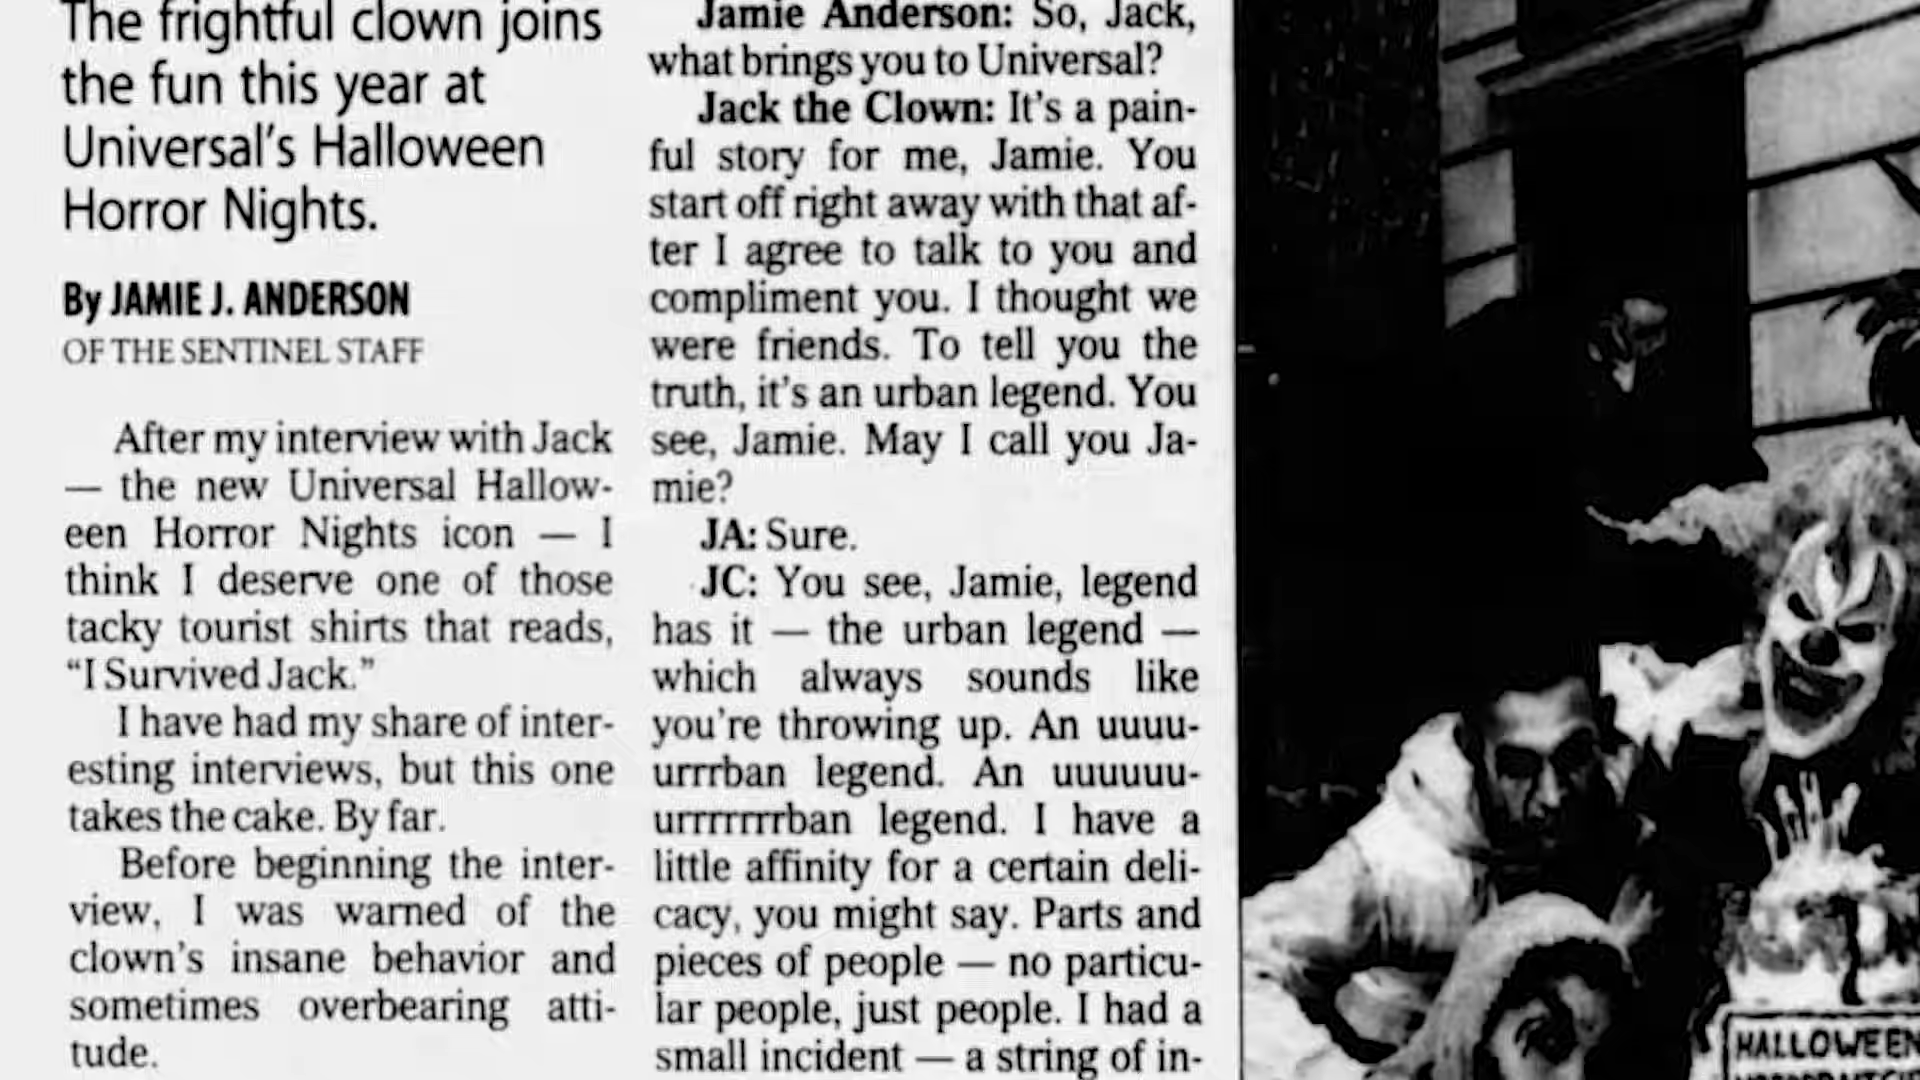 The frightful clown joins
the fun this year at
Universal's Halloween
Horror Nights.
By JAMIE J. ANDERSON
OF THE SENTINEL STAFF
After my interview with Jack
— the new Universal Hallow-
een Horror Nights icon — I
think I deserve one of those
tacky tourist shirts that reads,
“I Survived Jack.”
I have had my share of inter-
esting interviews, but this one
takes the cake. By far.
Before beginning the inter-
view, I was warned of the
clown’s insane behavior and
sometimes overbearing atti-
tude.
Jamie Anderson: So, Jack,
what brings you to Universal?
Jack the Clown: It’s a pain-
ful story for me, Jamie. You
start off right away with that af-
ter I agree to talk to you and
compliment you. I thought we
were friends. To tell you the
truth, it’s an urban legend. You
see, Jamie. May I call you Ja-
mie?
JA: Sure.
JC: You see, Jamie, legend
has it — the urban legend —
which always sounds like
you’re throwing up. An uuuu-
urrrban legend. An uuuuuu-
urrrrrrrban legend. I have a
little affinity for a certain deli-
cacy, you might say. Parts and
pieces of people — no particu-
lar people, just people. I had a
small incident — a string of in-
HALLOWEEN